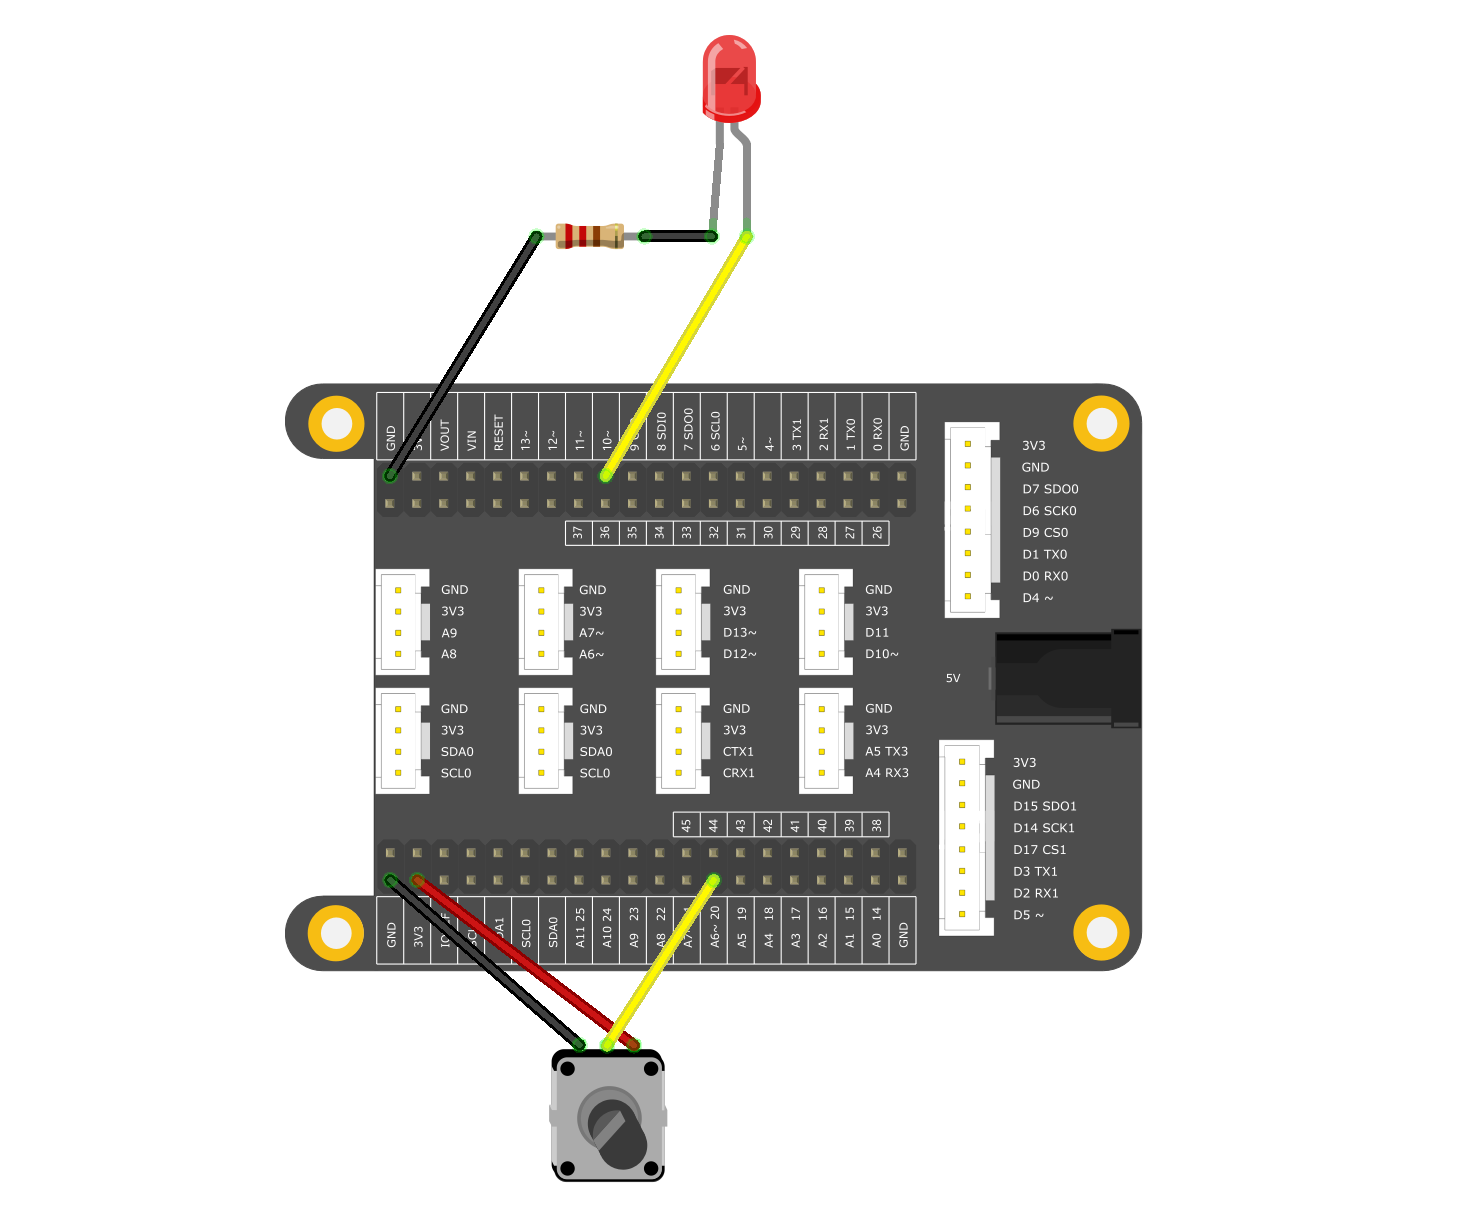 GND
VOUT
VIN
RESET
13~
12~
11~
10~
8 SDI0
7 SDO0
6 SCL0
5~
4~
3 TX1
2 RX1
1 TX0
0 RX0
GND
37 36 35 34 33 32 31 30 29 28 27 26
3V3
GND
D7 SDO0
D6 SCK0
D9 CS0
D1 TX0
D0 RX0
D4 ~
GND
3V3
A9
A8
GND
3V3
A7~
A6~
GND
3V3
D13~
D12~
GND
3V3
D11
D10~
5V
GND
3V3
SDA0
SCL0
GND
3V3
SDA0
SCL0
GND
3V3
CTX1
CRX1
GND
3V3
A5 TX3
A4 RX3
3V3
GND
D15 SDO1
D14 SCK1
D17 CS1
D3 TX1
D2 RX1
D5 ~
45 44 43 42 41 40 39 38
GND
3V3
SCL0
SDA0
A11 25
A10 24
A9 23
A8 22
A6~ 20
A5 19
A4 18
A3 17
A2 16
A1 15
A0 14
GND